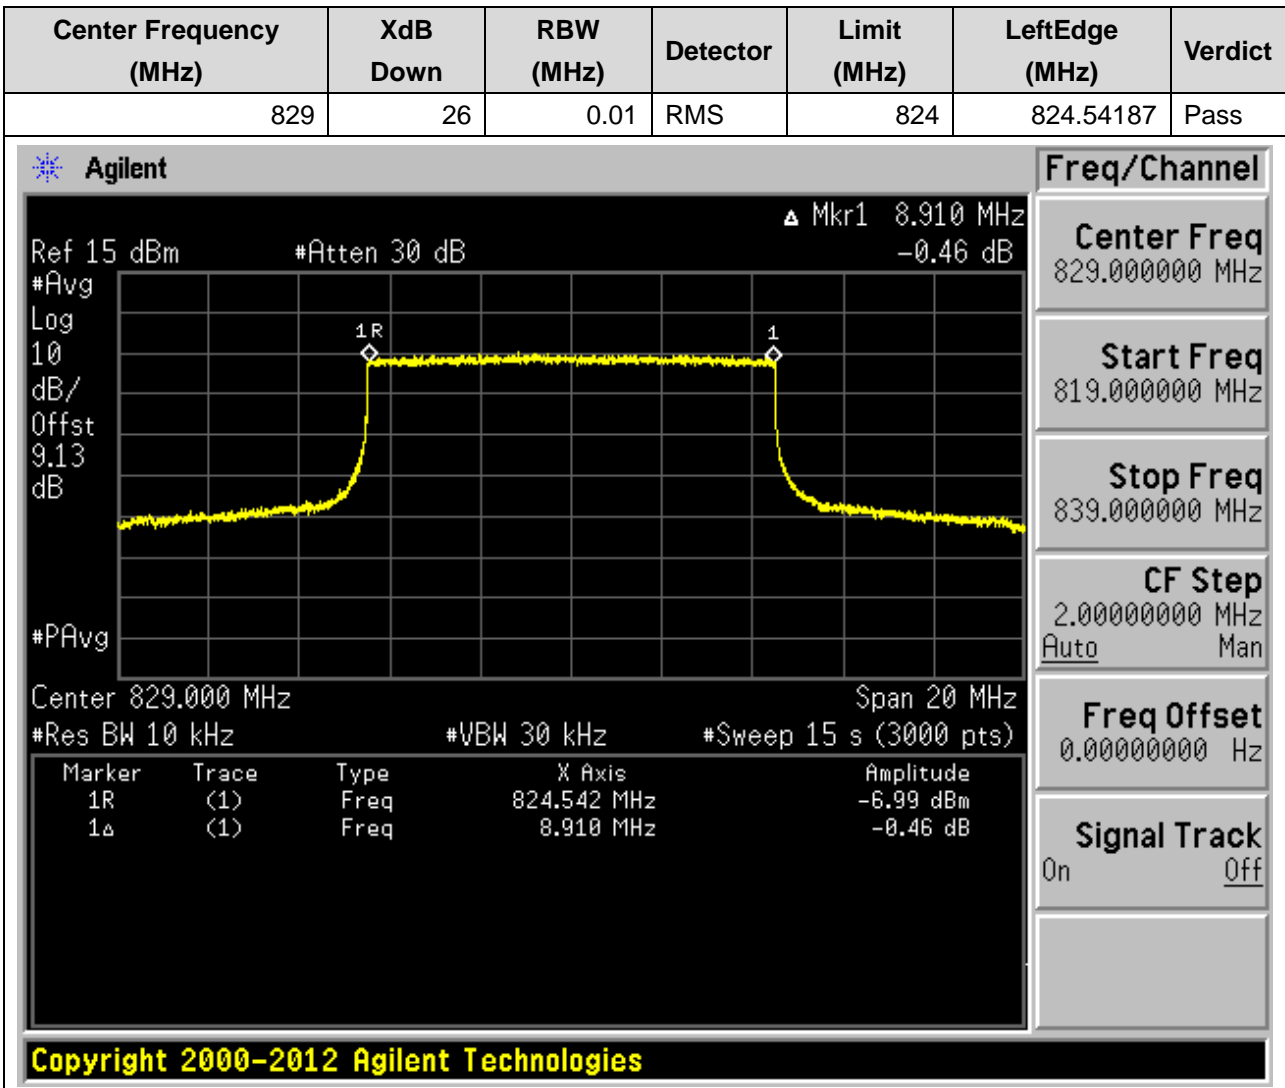 Center Frequency (MHz) XdB Down RBW (MHz) Detector Limit (MHz) LeftEdge (MHz) Verdict
829 26 0.01 RMS 824 824.54187 Pass
Agilent
Freq/Channel
Δ Mkr1 8.910 MHz
Ref 15 dBm #Atten 30 dB -0.46 dB
#Avg
Log
10
dB/
Offst
9.13
dB
#PAvg
1R
1
Center 829.000 MHz Span 20 MHz
#Res BW 10 kHz #VBW 30 kHz #Sweep 15 s (3000 pts)
Marker Trace Type X Axis Amplitude
1R (1) Freq 824.542 MHz -6.99 dBm
1Δ (1) Freq 8.910 MHz -0.46 dB
Center Freq
829.000000 MHz
Start Freq
819.000000 MHz
Stop Freq
839.000000 MHz
CF Step
2.00000000 MHz
Auto Man
Freq Offset
0.00000000 Hz
Signal Track
On Off
Copyright 2000-2012 Agilent Technologies